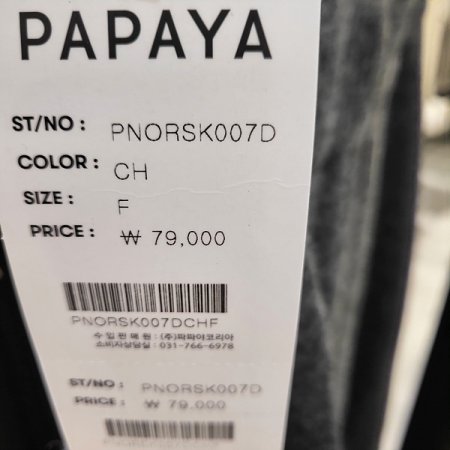 PAPAYA
ST/NO : PNORSK007D
COLOR : CH
SIZE : F
PRICE : ₩ 79,000
PNORSK007DCHF
수 입 판 매 원 : (주)파파야코리아
소비자상담실 : 031-766-6978
ST/NO : PNORSK007D
PRICE : ₩ 79,000